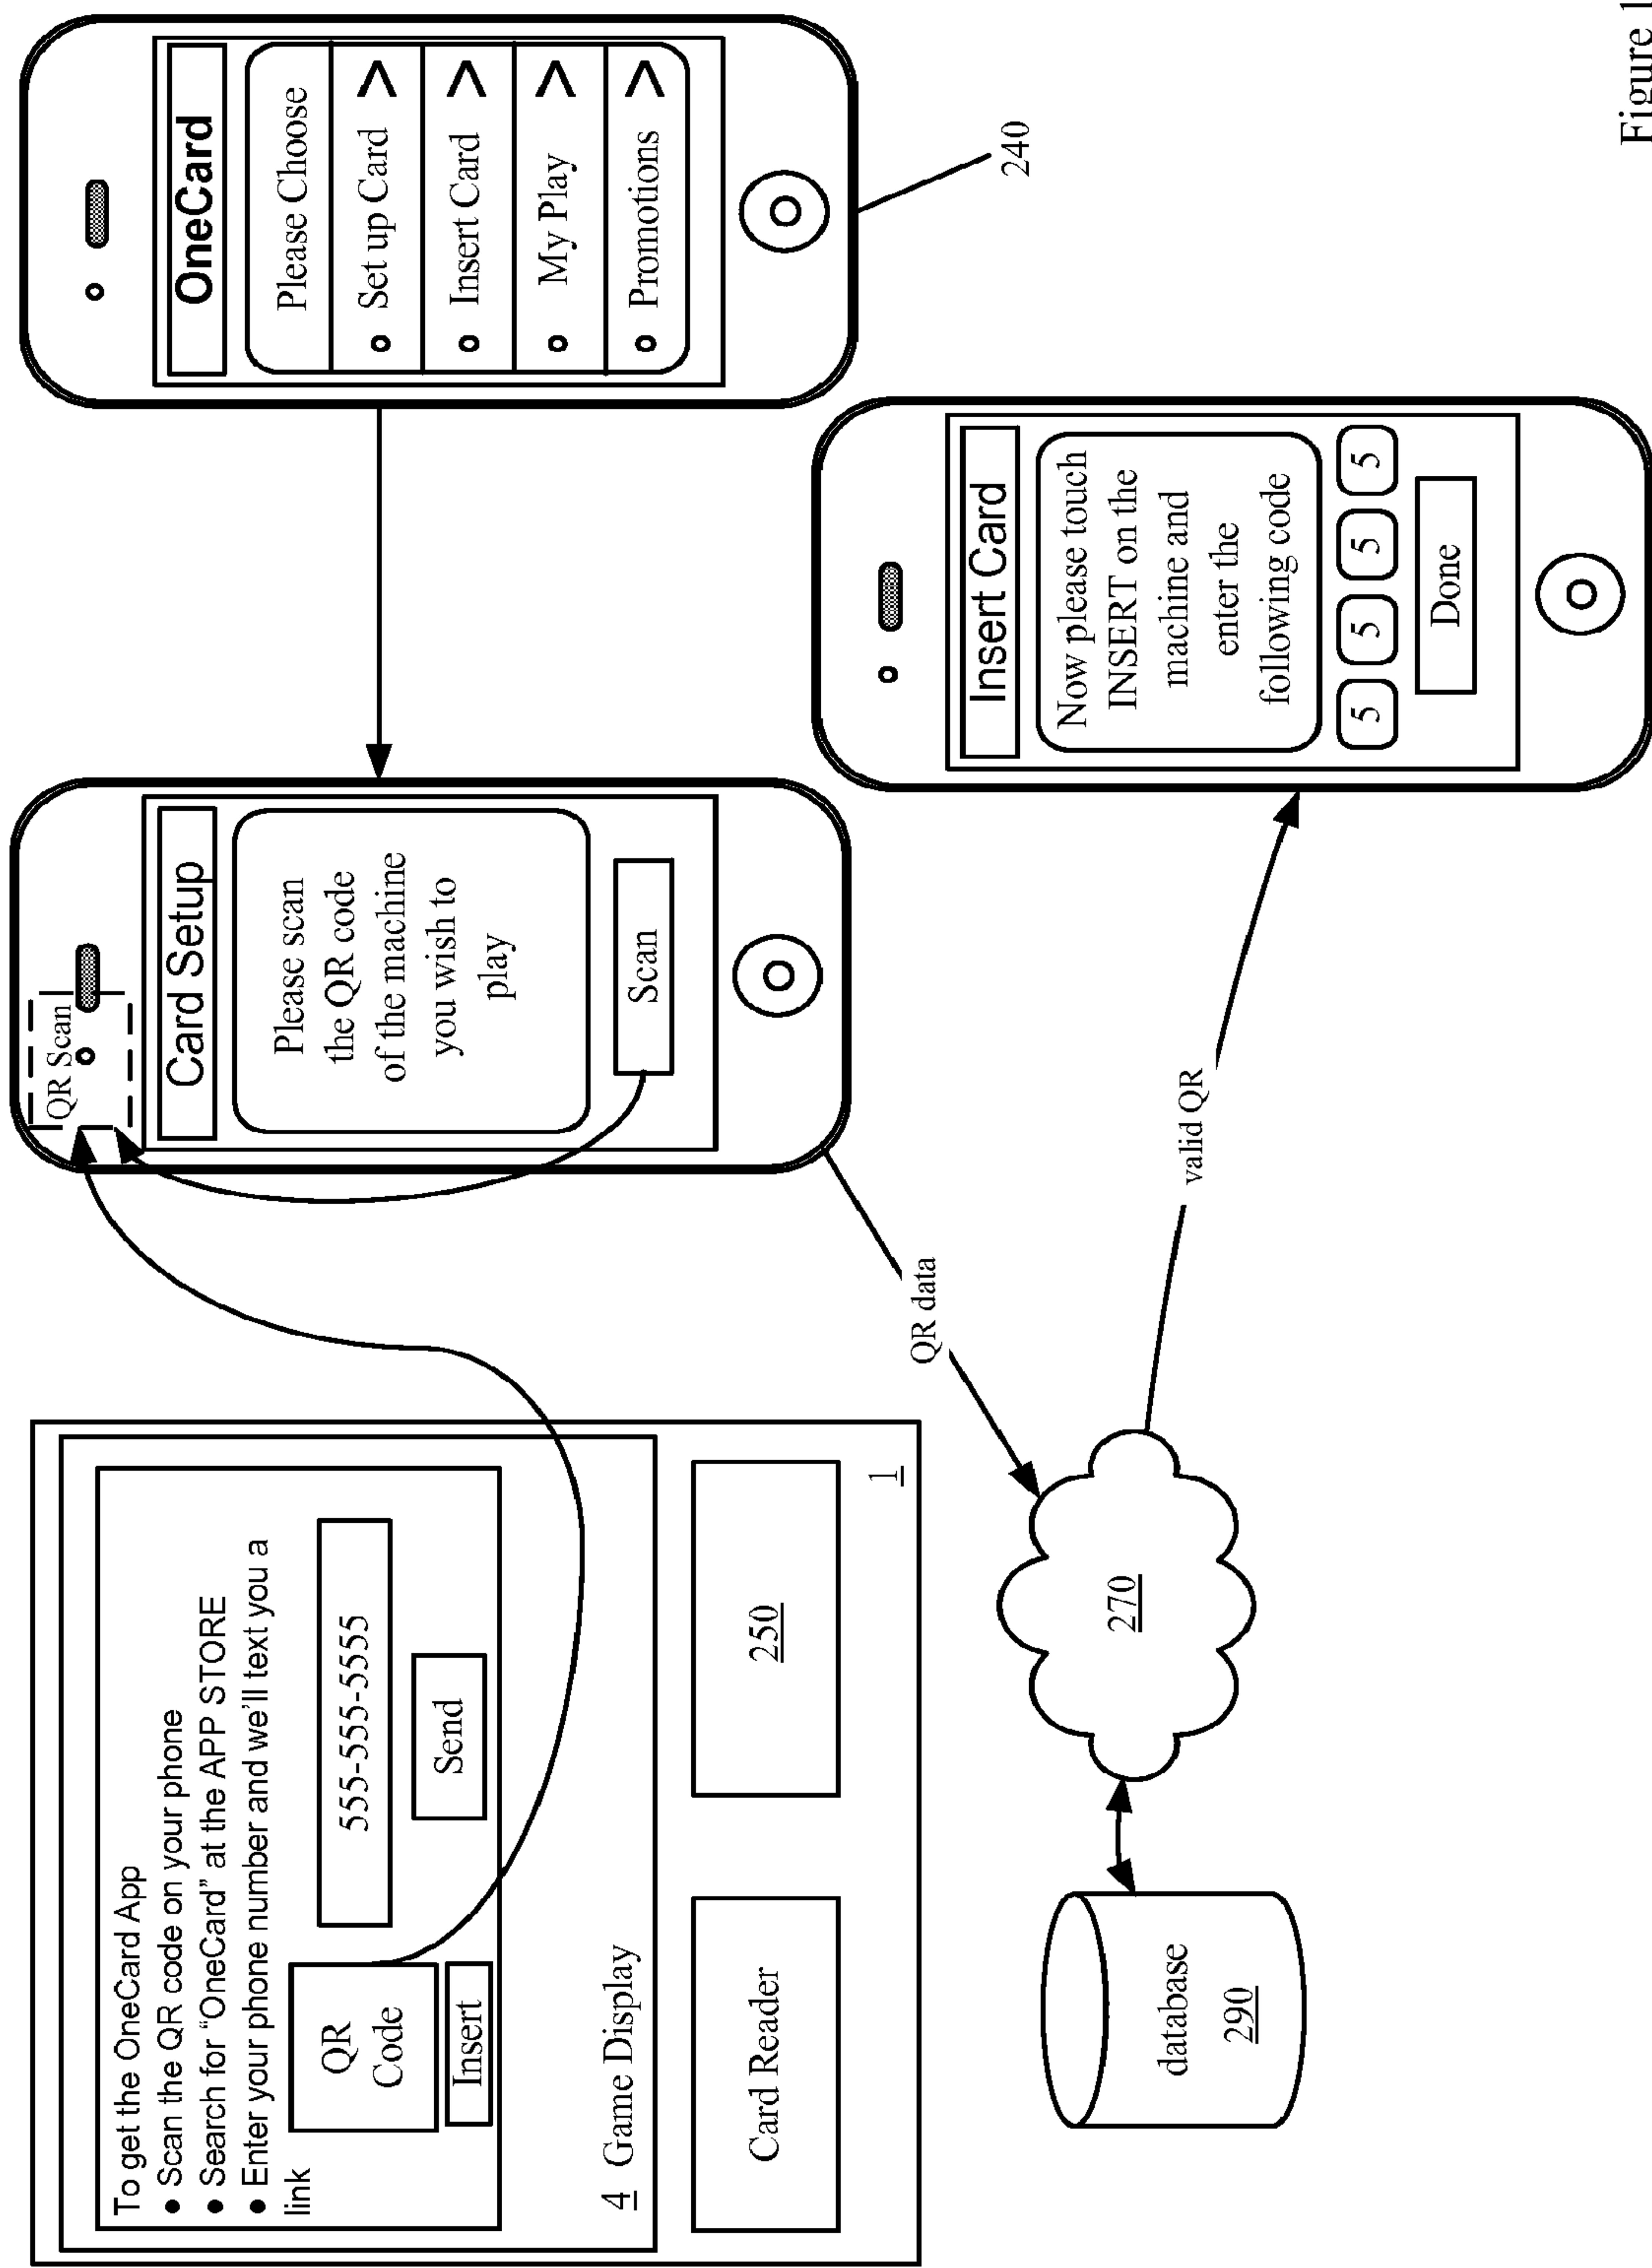 To get the OneCard App
● Scan the QR code on your phone
● Search for “OneCard” at the APP STORE
● Enter your phone number and we’ll text you a
link
QR
Code
555-555-5555
Insert
Send
4 Game Display
Card Reader
250
1
QR Scan
Card Setup
Please scan
the QR code
of the machine
you wish to
play
Scan
OneCard
Please Choose
Set up Card >
Insert Card >
My Play >
Promotions >
240
QR data
valid QR
database
290
270
Insert Card
Now please touch
INSERT on the
machine and
enter the
following code
5 5 5 5
Done
Figure